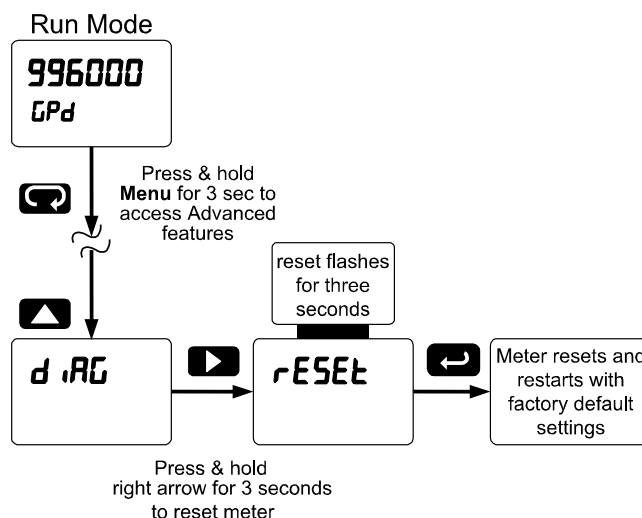 Run Mode
996000
GPd
Press & hold
Menu for 3 sec to
access Advanced
features
reset flashes
for three
seconds
diAG
rESEt
Meter resets and
restarts with
factory default
settings
Press & hold
right arrow for 3 seconds
to reset meter